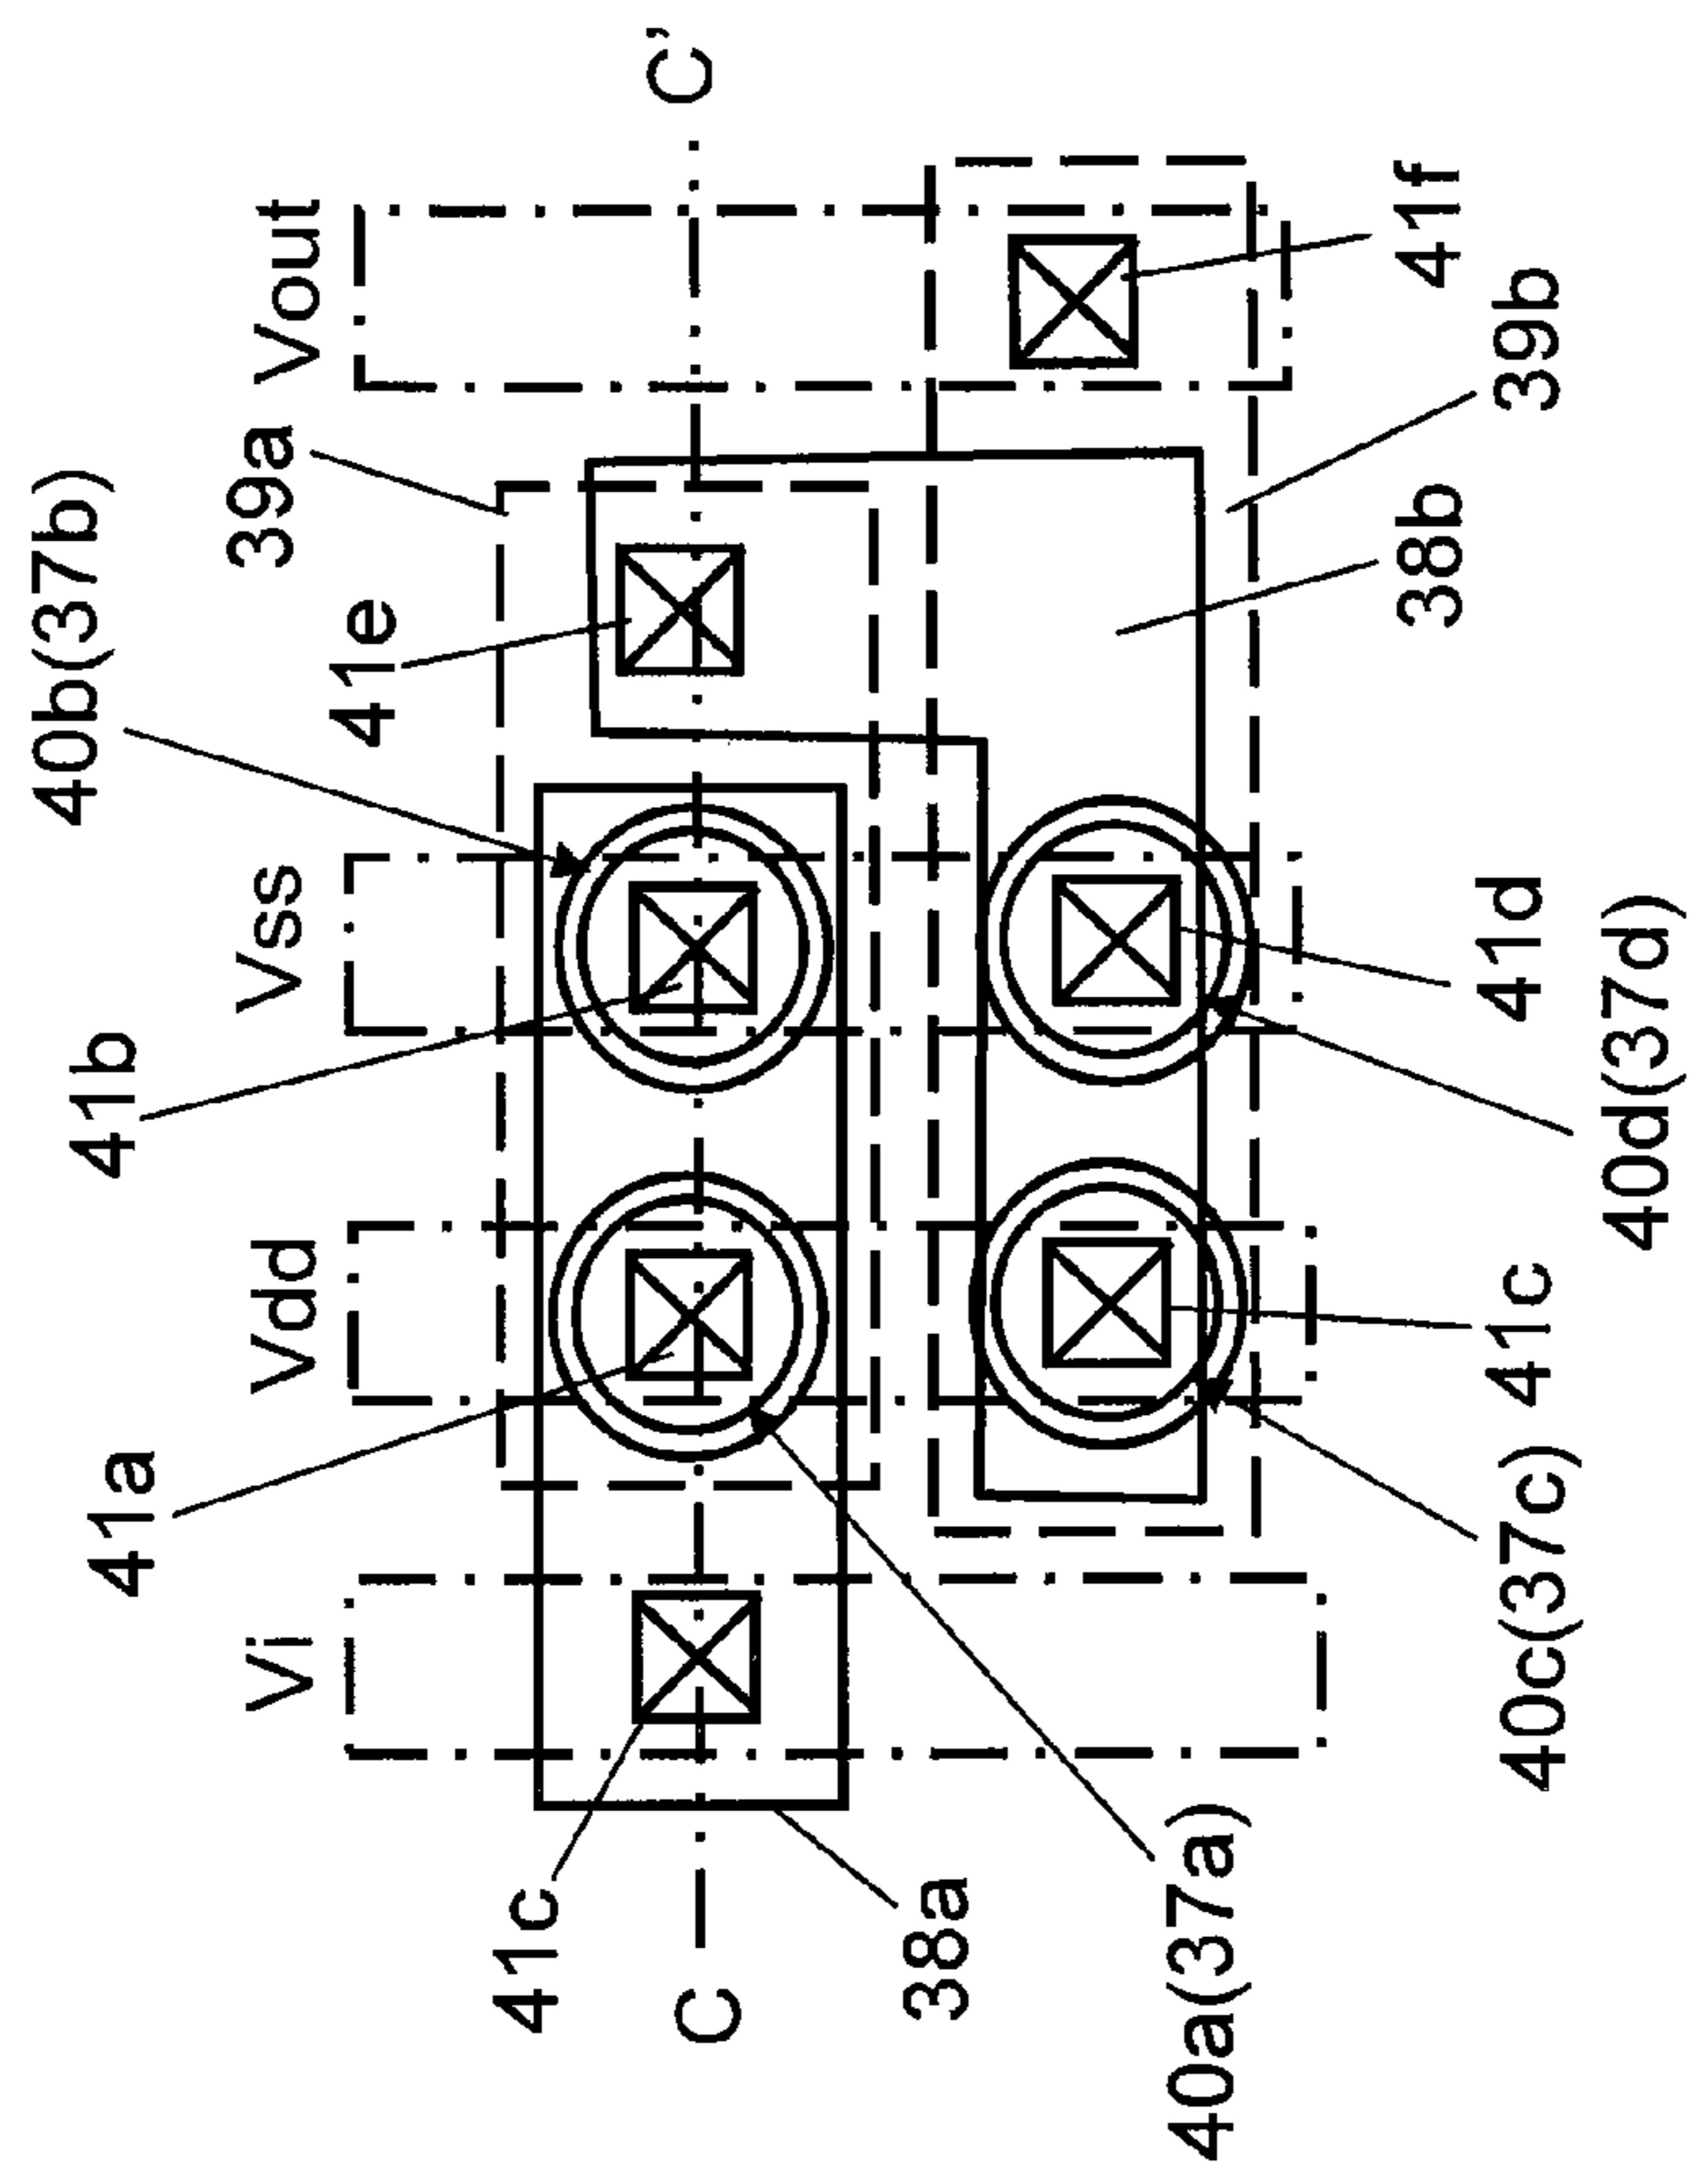 40b(37b)
39a
Vout
C'
41e
Vss
41b
Vdd
41a
Vi
41c
C
38a
40a(37a)
41f
39b
38b
41d
40d(37d)
41c
40c(37c)